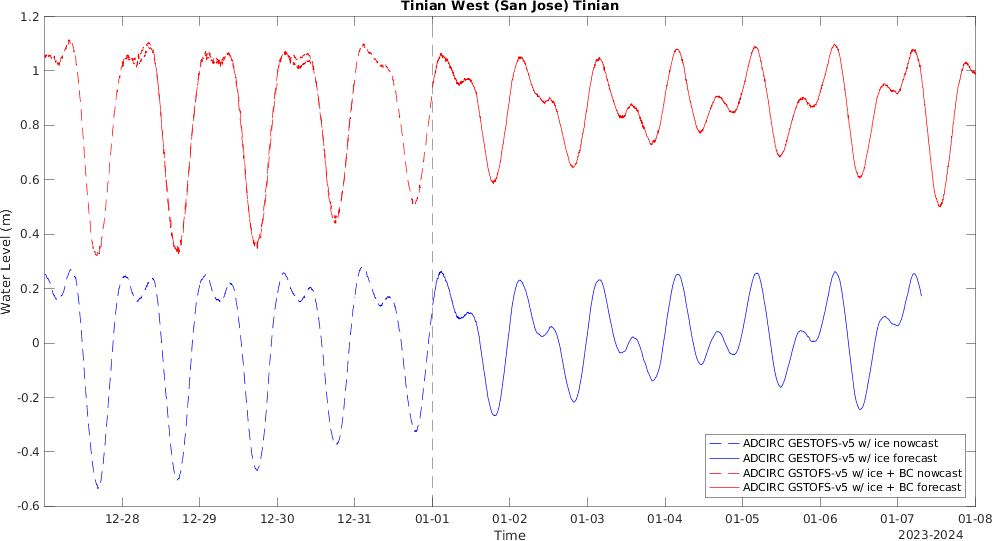 Tinian West (San Jose) Tinian
Water Level (m)
1.2
1
0.8
0.6
0.4
0.2
0
-0.2
-0.4
-0.6
ADCIRC GESTOFS-v5 w/ ice nowcast
ADCIRC GESTOFS-v5 w/ ice forecast
ADCIRC GSTOFS-v5 w/ ice + BC nowcast
ADCIRC GSTOFS-v5 w/ ice + BC forecast
12-28 12-29 12-30 12-31 01-01 01-02 01-03 01-04 01-05 01-06 01-07 01-08
Time
2023-2024